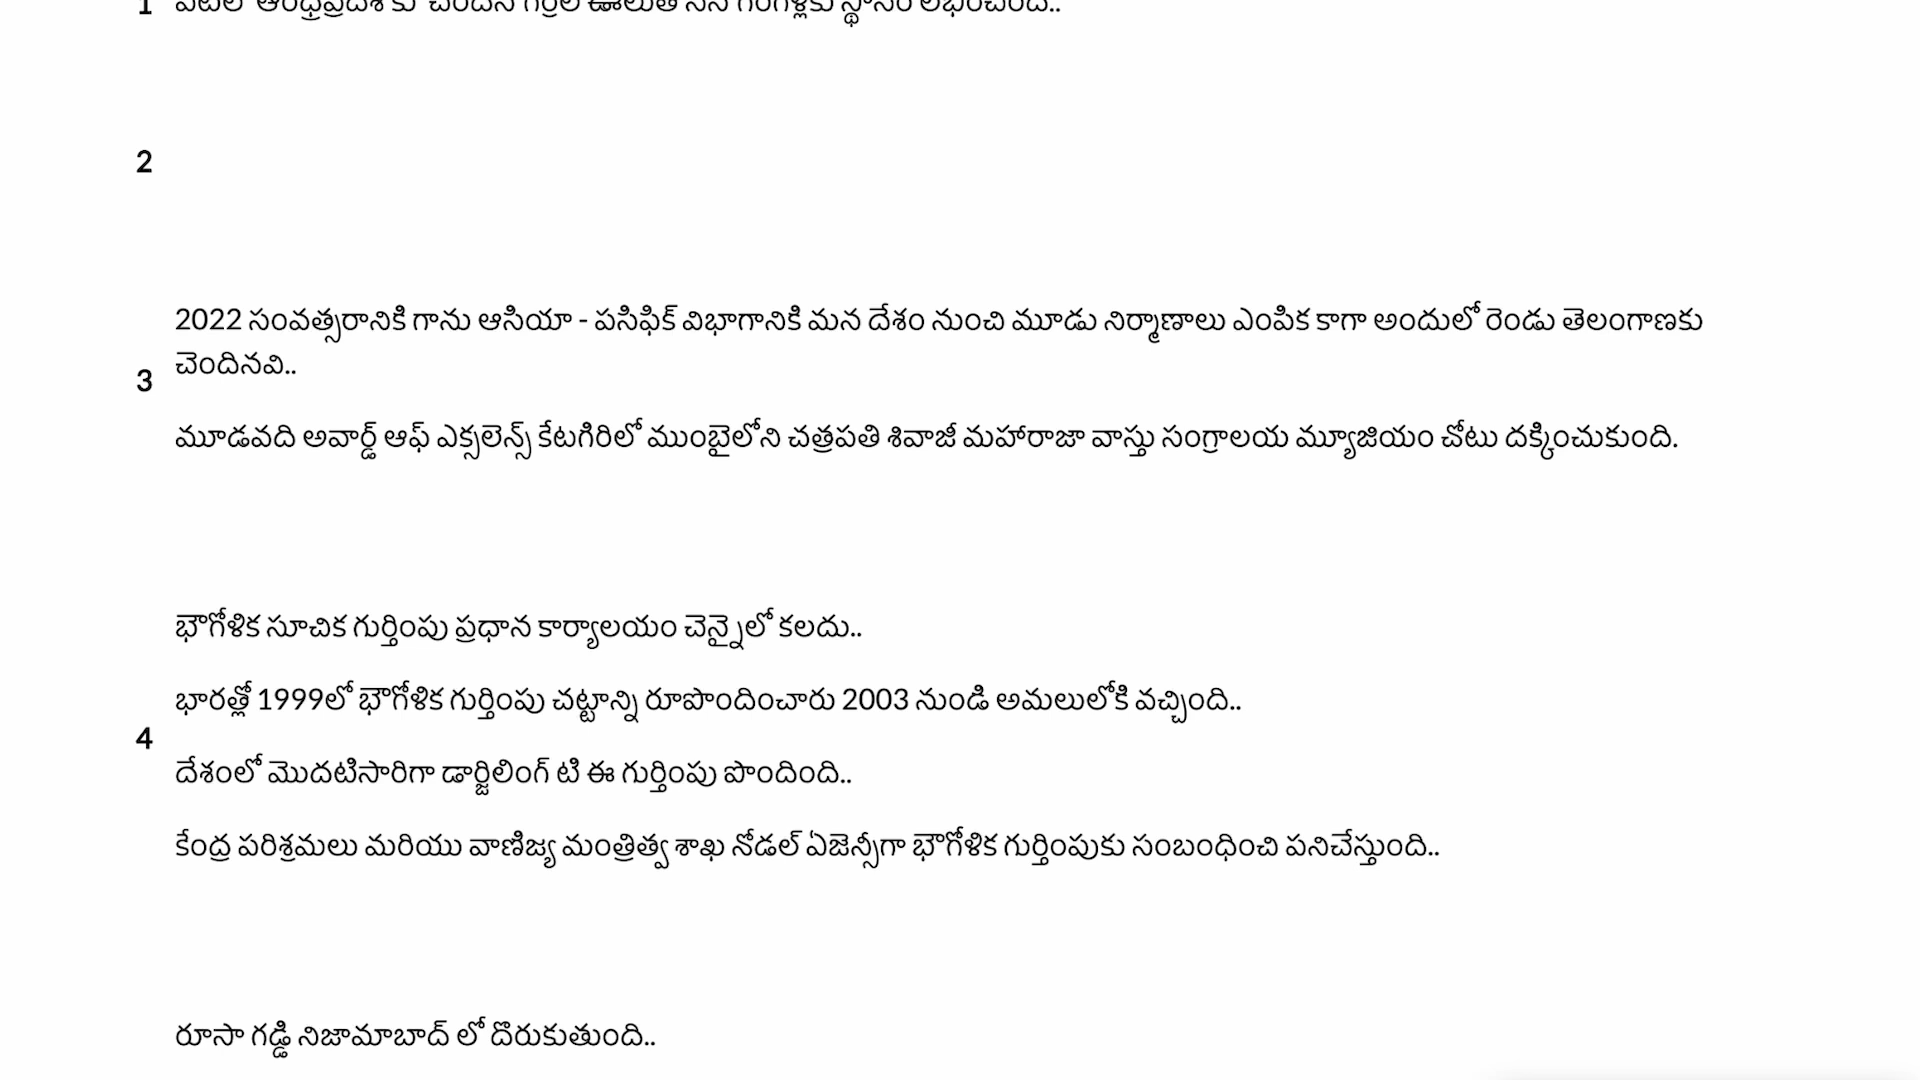 1 ఆంధ్రప్రదేశ్ కు
2
2022 సంవత్సరానికి గాను ఆసియా - పసిఫిక్ విభాగానికి మన దేశం నుంచి మూడు నిర్మాణాలు ఎంపిక కాగా అందులో రెండు తెలంగాణకు
చెందినవి..
3
మూడవది అవార్డ్ ఆఫ్ ఎక్సలెన్స్ కేటగిరిలో ముంబైలోని చత్రపతి శివాజీ మహారాజా వాస్తు సంగ్రాలయ మ్యూజియం చోటు దక్కించుకుంది.
భౌగోళిక సూచిక గుర్తింపు ప్రధాన కార్యాలయం చెన్నైలో కలదు..
భారత్లో 1999లో భౌగోళిక గుర్తింపు చట్టాన్ని రూపొందించారు 2003 నుండి అమలులోకి వచ్చింది..
4
దేశంలో మొదటిసారిగా డార్జిలింగ్ టి ఈ గుర్తింపు పొందింది..
కేంద్ర పరిశ్రమలు మరియు వాణిజ్య మంత్రిత్వ శాఖ నోడల్ ఏజెన్సీగా భౌగోళిక గుర్తింపుకు సంబంధించి పనిచేస్తుంది..
రూసా గడ్డి నిజామాబాద్ లో దొరుకుతుంది..